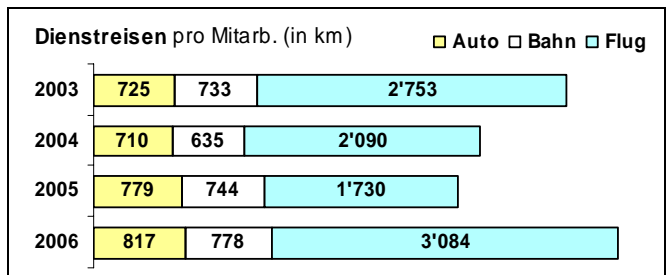 Dienstreisen pro Mitarb. (in km) Auto Bahn Flug
2003 725 733 2'753
2004 710 635 2'090
2005 779 744 1'730
2006 817 778 3'084